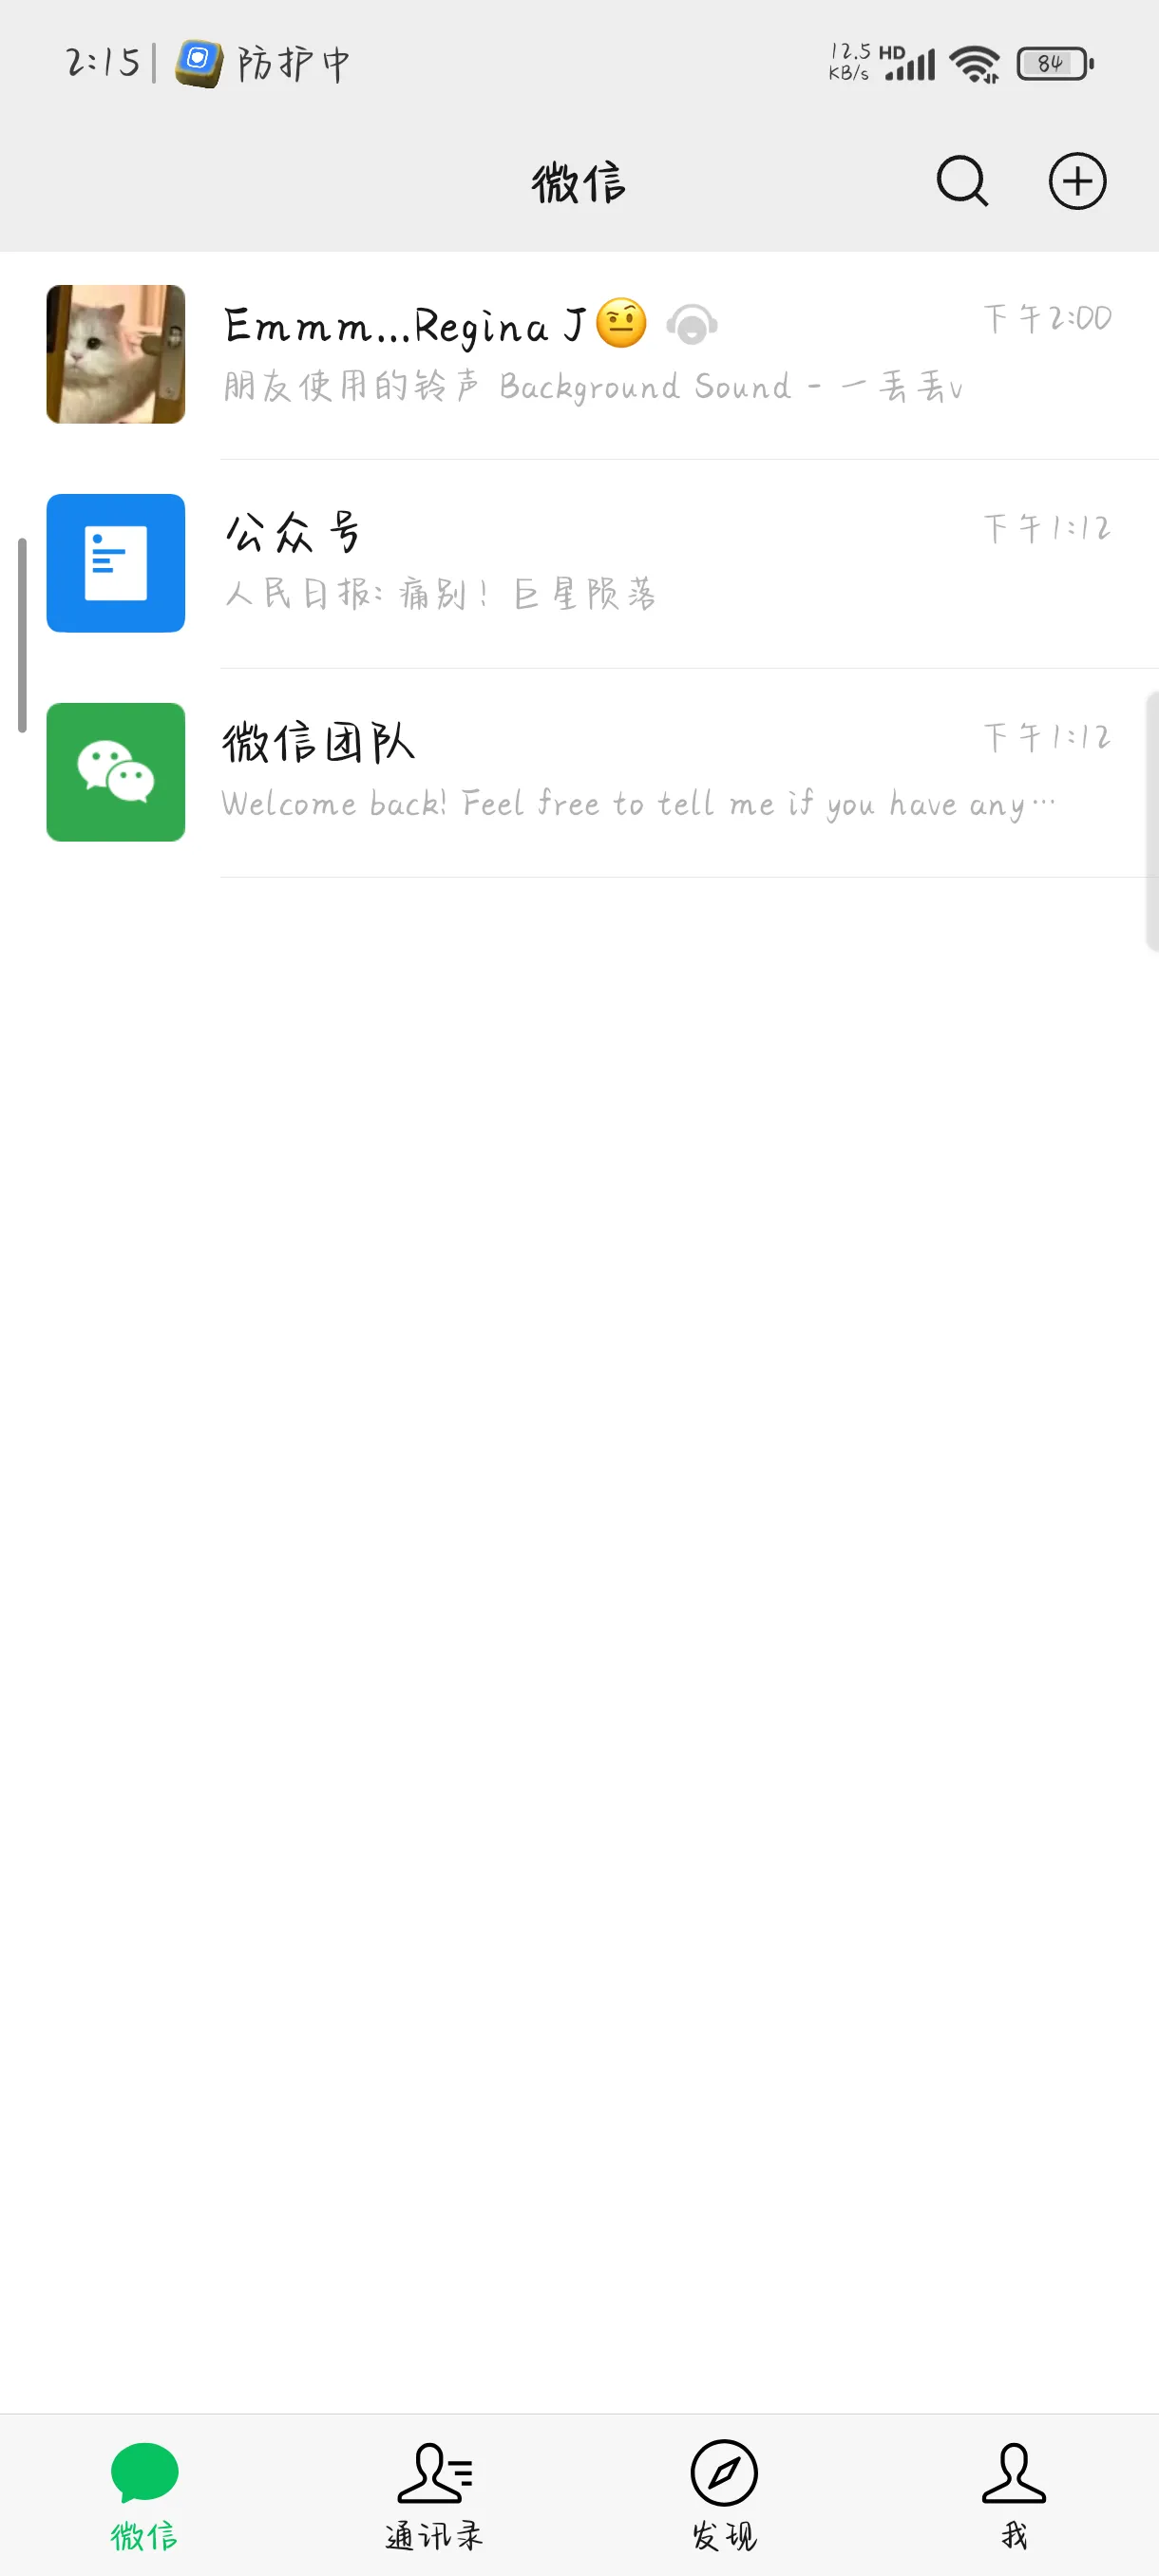 2:15 防护中 12.5 KB/s HD 84
微信
Emmm...Regina J🤨 下午2:00
朋友使用的铃声 Background Sound - 一丢丢v
公众号 下午1:12
人民日报: 痛别！巨星陨落
微信团队 下午1:12
Welcome back! Feel free to tell me if you have any…
微信 通讯录 发现 我